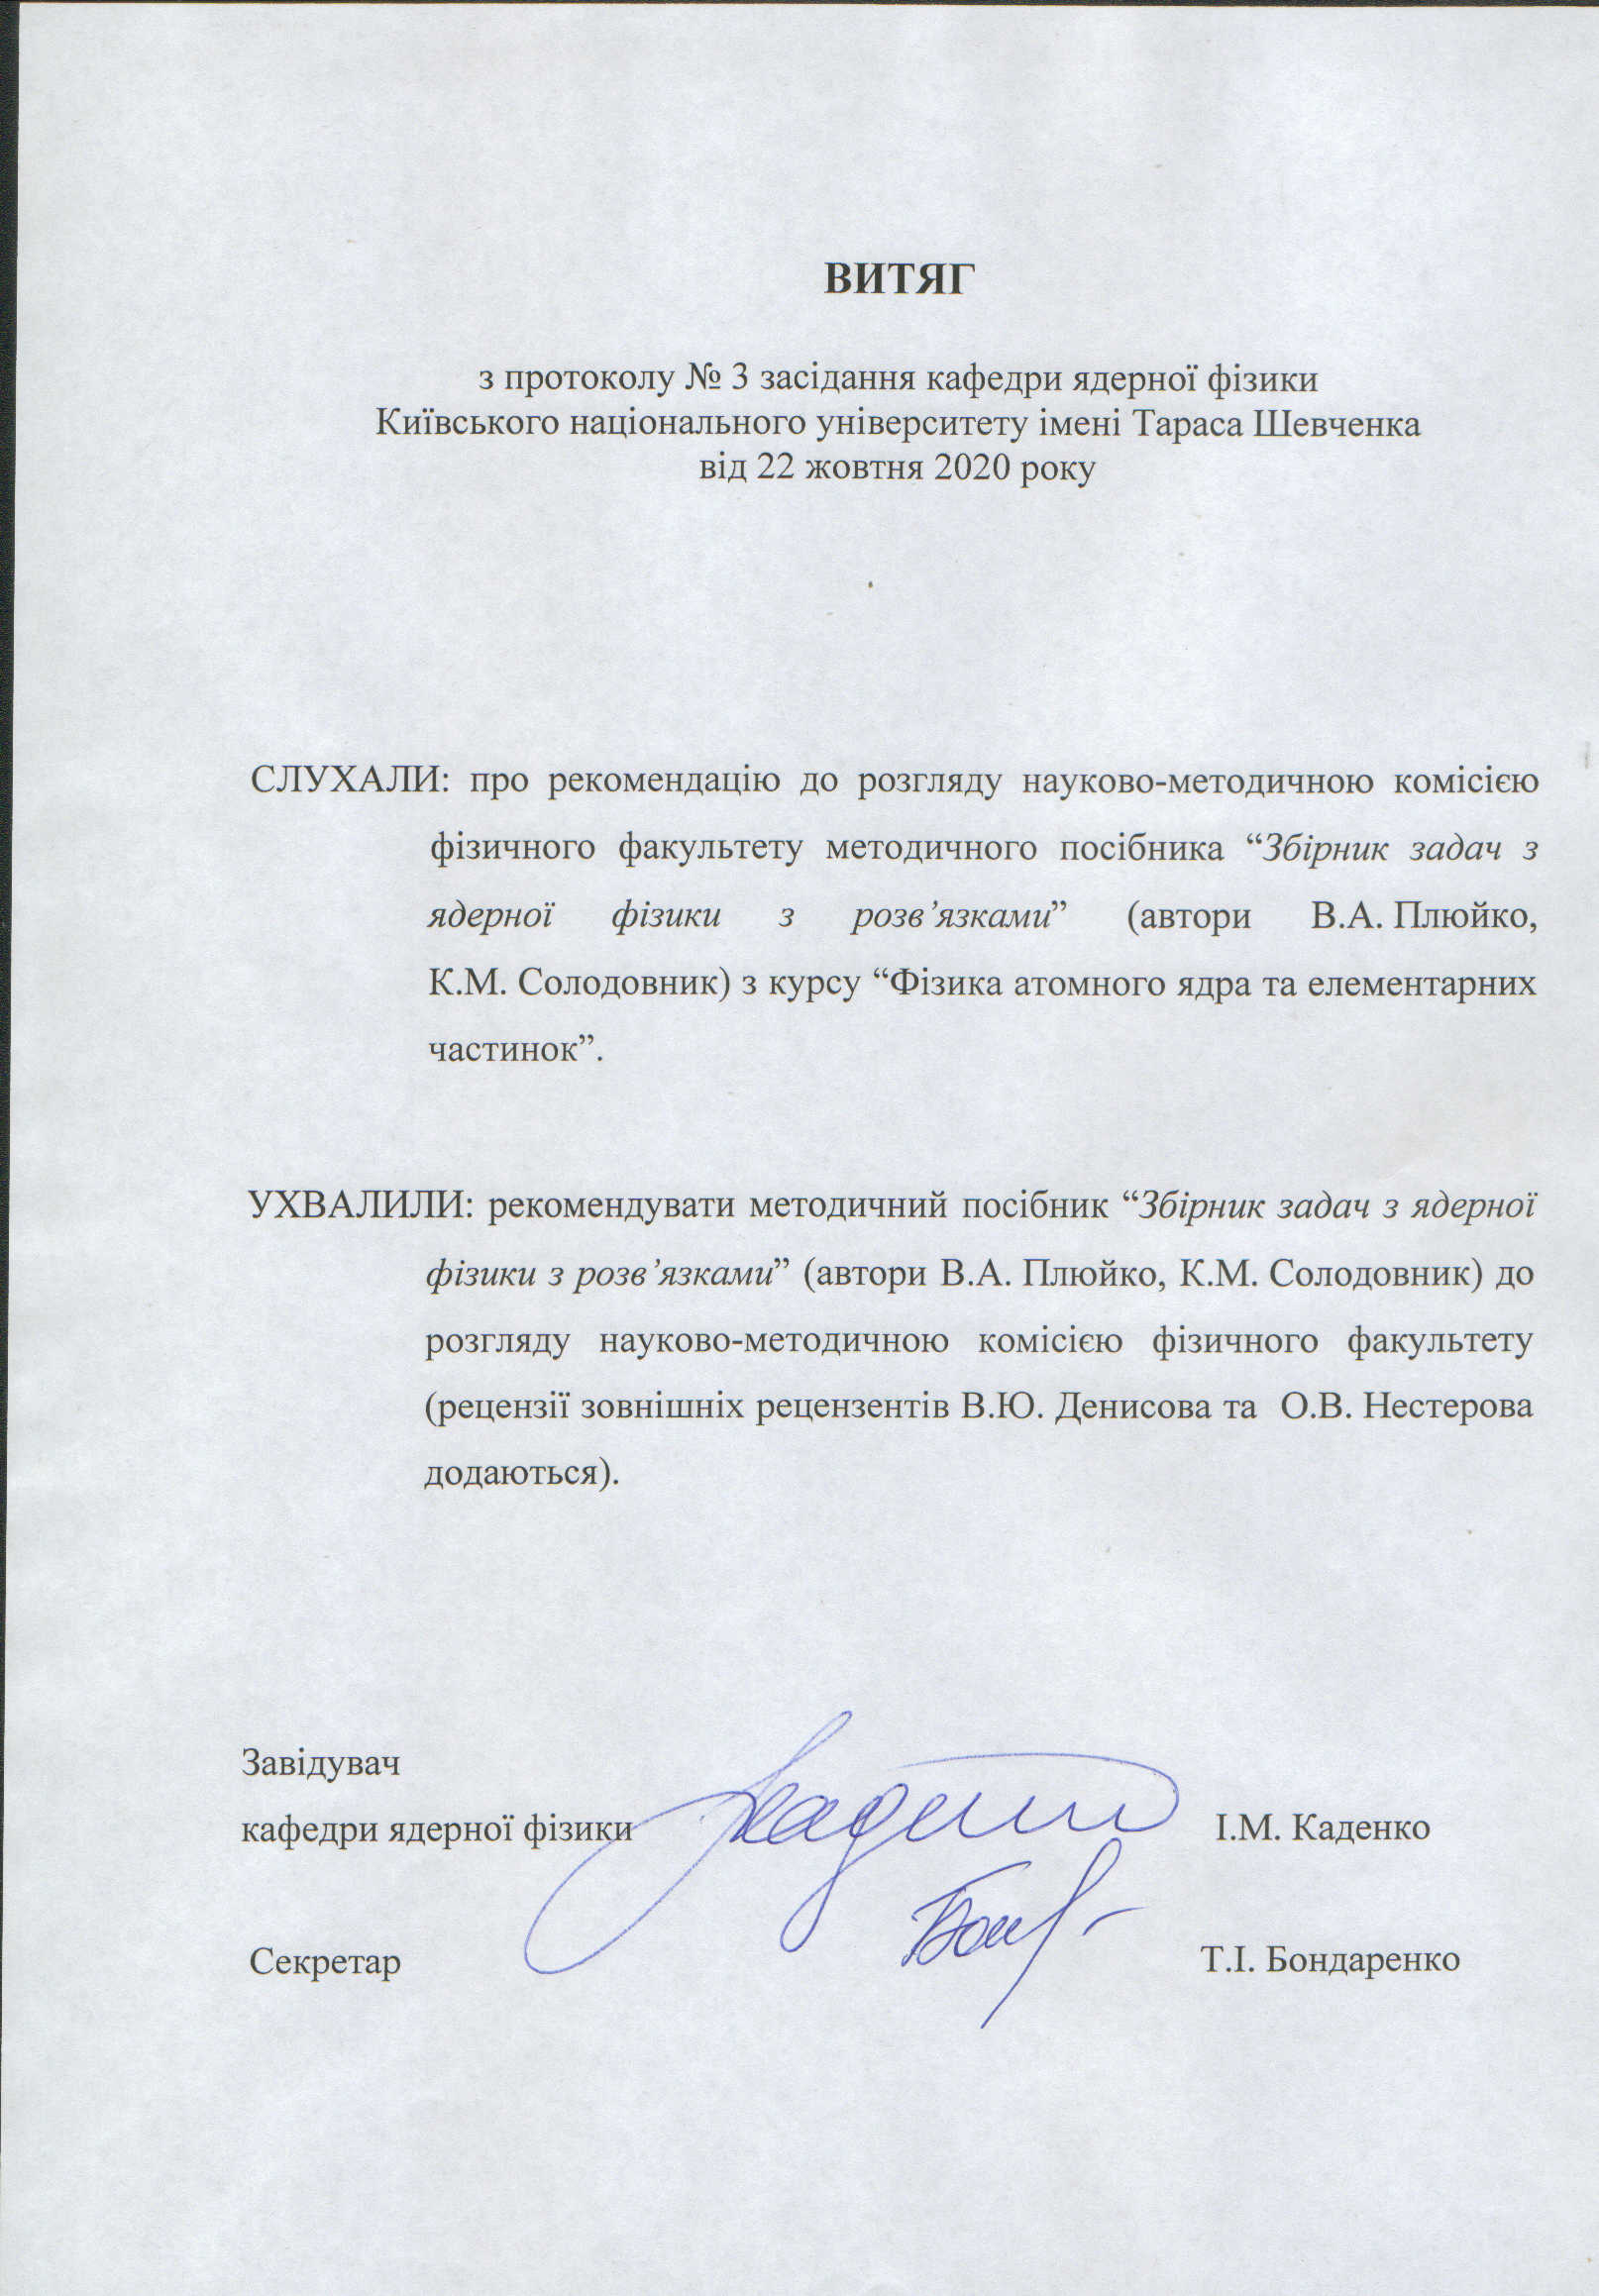 ВИТЯГ
з протоколу № 3 засідання кафедри ядерної фізики
Київського національного університету імені Тараса Шевченка
від 22 жовтня 2020 року
СЛУХАЛИ: про рекомендацію до розгляду науково-методичною комісією
фізичного факультету методичного посібника “Збірник задач з
ядерної фізики з розв’язками” (автори В.А. Плюйко,
К.М. Солодовник) з курсу “Фізика атомного ядра та елементарних
частинок”.
УХВАЛИЛИ: рекомендувати методичний посібник “Збірник задач з ядерної
фізики з розв’язками” (автори В.А. Плюйко, К.М. Солодовник) до
розгляду науково-методичною комісією фізичного факультету
(рецензії зовнішніх рецензентів В.Ю. Денисова та О.В. Нестерова
додаються).
Завідувач
кафедри ядерної фізики І.М. Каденко
Секретар Т.І. Бондаренко